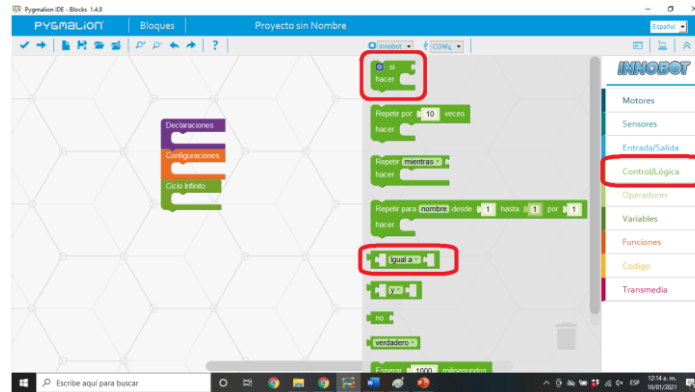 Pygmalion IDE - Blocks 1.4.8
PYGMALION Bloques Proyecto sin Nombre Español
Innobot COM4
INNOBOT
si
hacer
Repetir por 10 veces
hacer
Repetir mientras
hacer
Repetir para nombre desde 1 hasta 1 por 1
hacer
Igual a
y
no
verdadero
Esperar 1000 milisegundos
Declaraciones
Configuraciones
Ciclo Infinito
Motores
Sensores
Entrada/Salida
Control/Lógica
Operadores
Variables
Funciones
Codigo
Transmedia
Escribe aquí para buscar
ESP
12:14 a. m.
10/01/2021